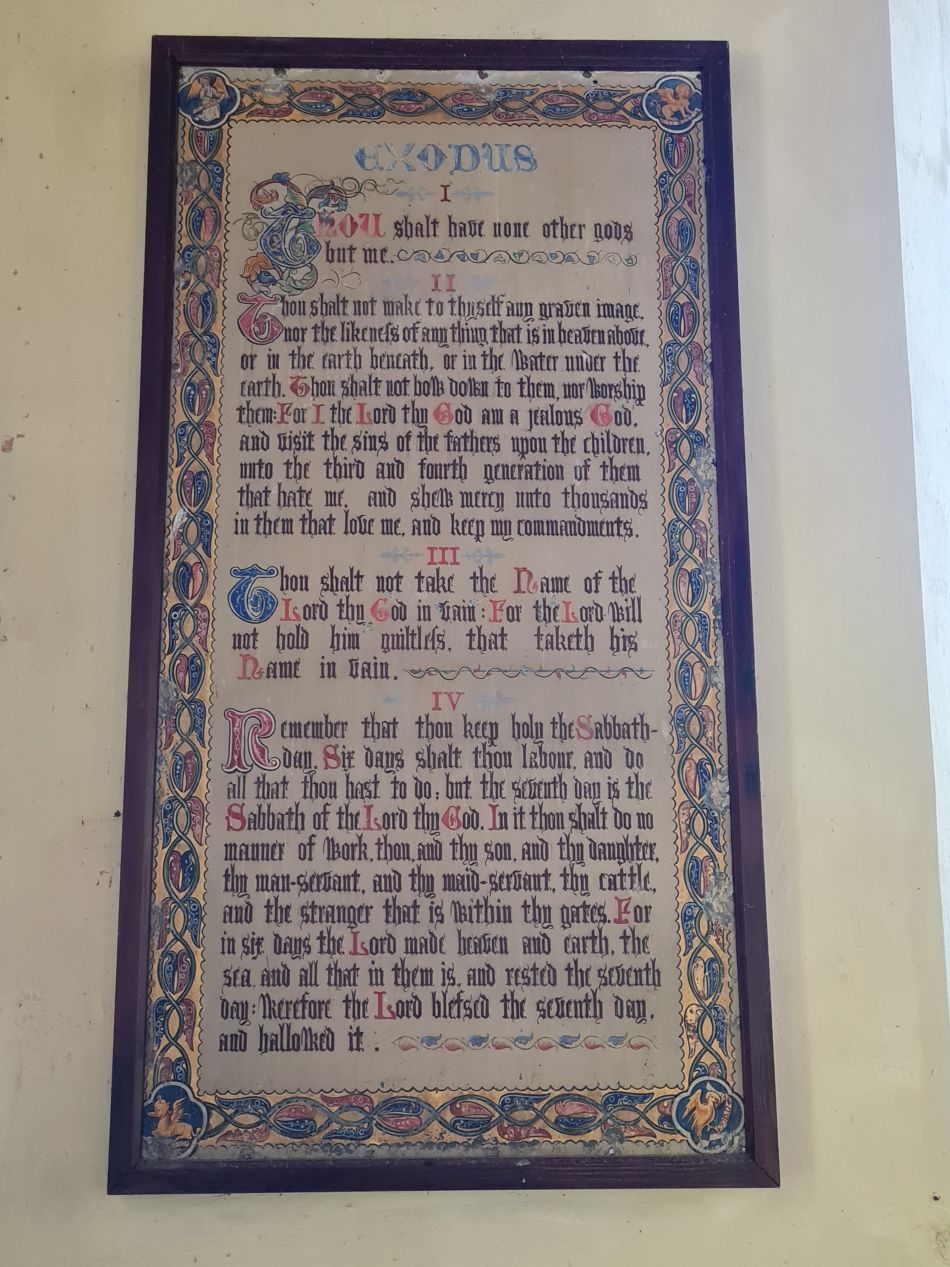 EXODUS
I
Thou shalt have none other gods
but me.
II
Thou shalt not make to thyself any graven image,
nor the likeneſs of any thing that is in heaven above,
or in the earth beneath, or in the Water under the
earth. Thou shalt not bow down to them, nor Worship
them: For I the Lord thy God am a jealous God,
and visit the sins of the fathers upon the children,
unto the third and fourth generation of them
that hate me, and shew mercy unto thousands
in them that love me, and keep my commandments.
III
Thou shalt not take the Name of the
Lord thy God in vain: For the Lord Will
not hold him guiltleſs, that taketh his
Name in vain.
IV
Remember that thou keep holy the Sabbath-
day. Six days shalt thou labour, and do
all that thou hast to do; but the seventh day is the
Sabbath of the Lord thy God. In it thou shalt do no
manner of Work, thou, and thy son, and thy daughter,
thy man-servant, and thy maid-servant, thy cattle,
and the stranger that is Within thy gates. For
in six days the Lord made heaven and earth, the
sea, and all that in them is, and rested the seventh
day: Wherefore the Lord bleſsed the seventh day,
and hallowed it.